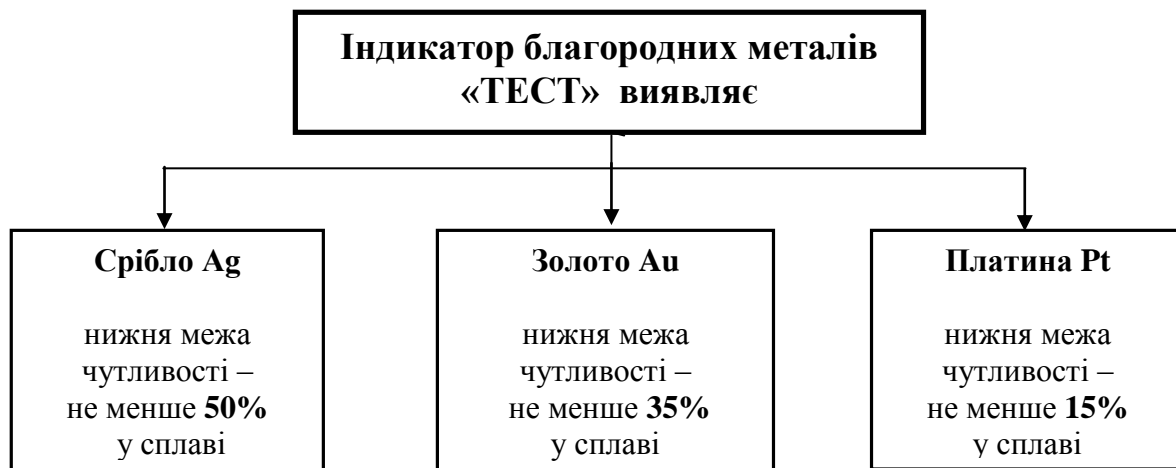 Індикатор благородних металів
«ТЕСТ» виявляє
Срібло Ag
нижня межа
чутливості –
не менше 50%
у сплаві
Золото Au
нижня межа
чутливості –
не менше 35%
у сплаві
Платина Pt
нижня межа
чутливості –
не менше 15%
у сплаві